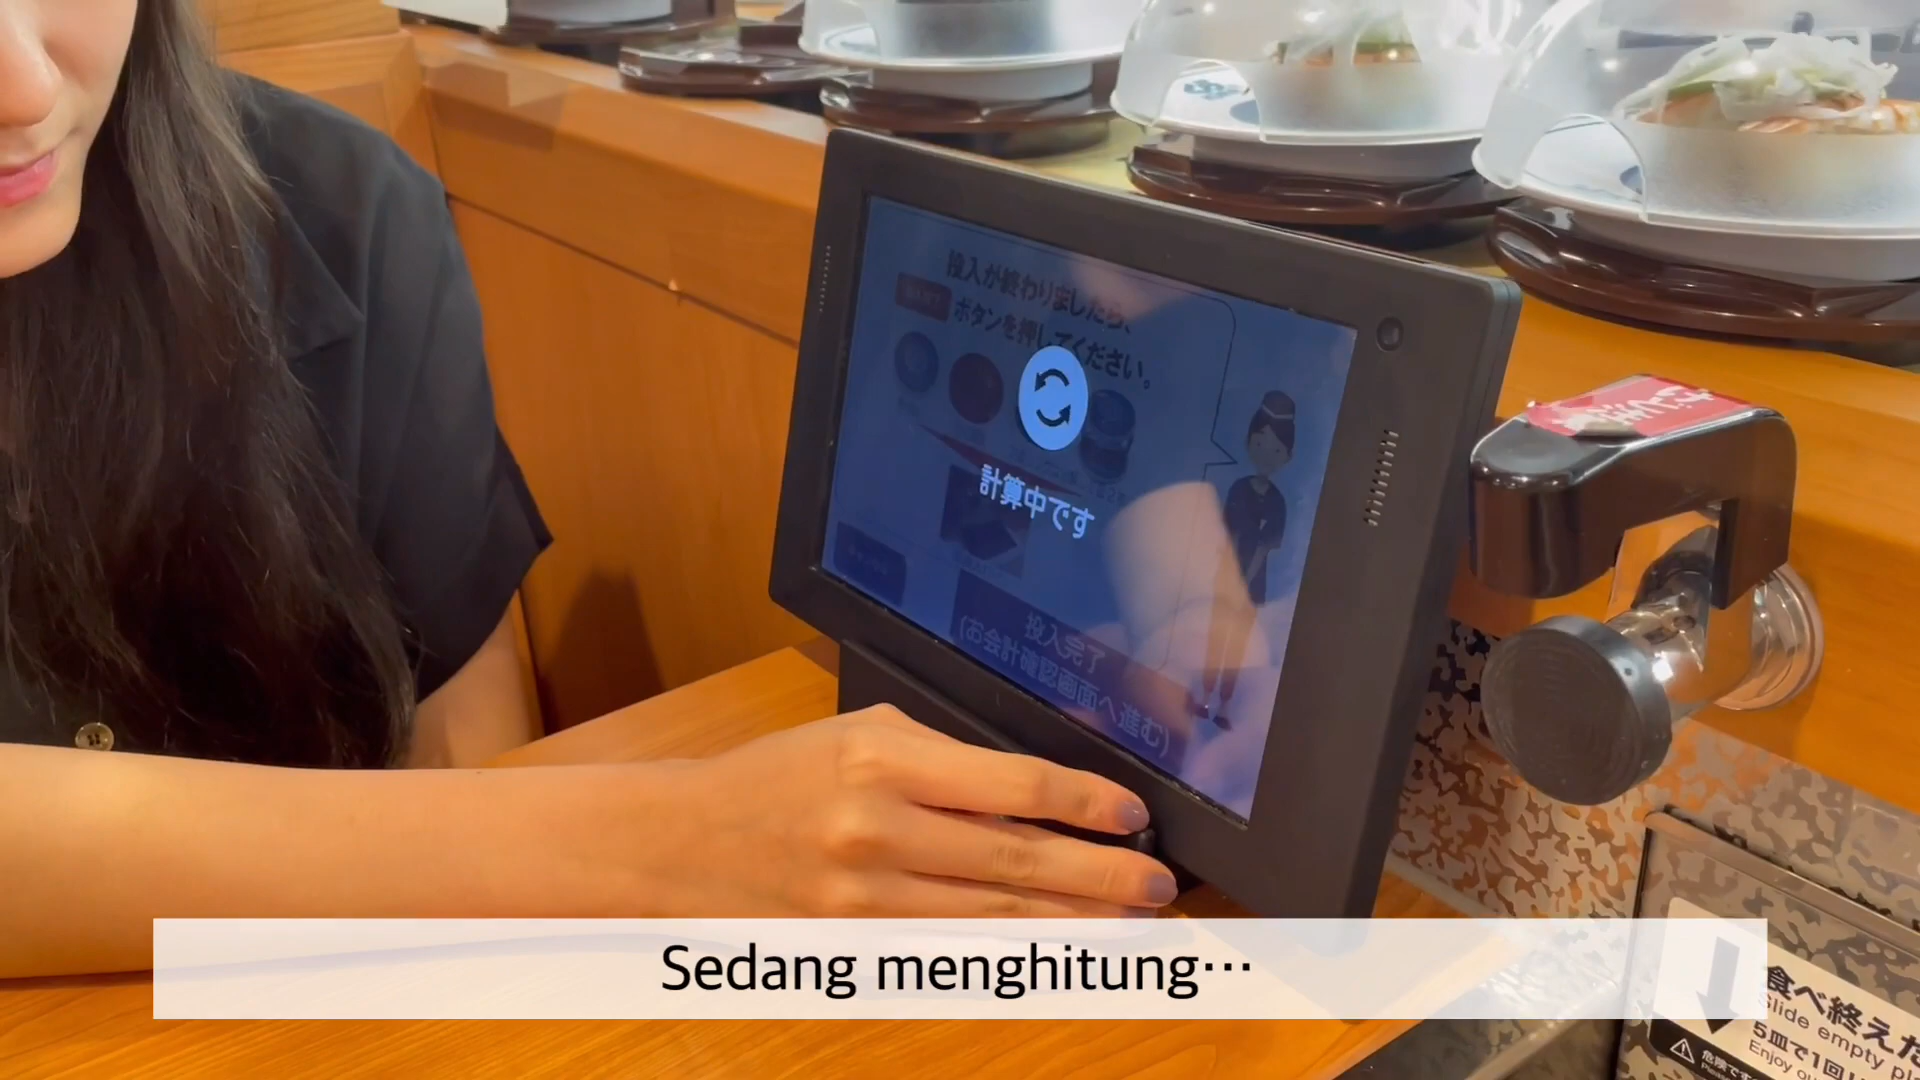 投入が終わりましたら、
ボタンを押してください。
計算中です
投入完了
(お会計確認画面へ進む)
Sedang menghitung…
食べ終えた
Slide empty
5皿で1回
Enjoy